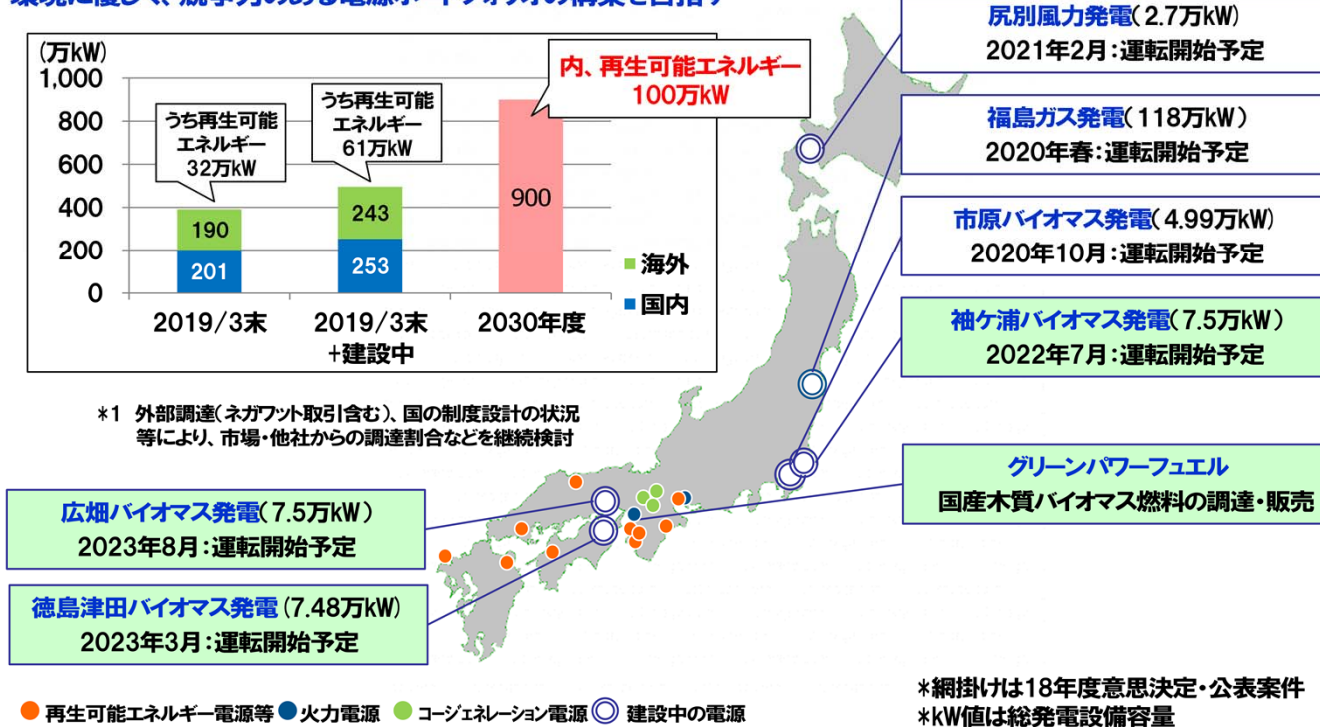 (万kW)
1,000
800
600
400
200
0
うち再生可能
エネルギー
32万kW
うち再生可能
エネルギー
61万kW
内、再生可能エネルギー
100万kW
190
201
243
253
900
海外
国内
2019/3末
2019/3末
+建設中
2030年度
*1 外部調達(ネガワット取引含む)、国の制度設計の状況
等により、市場・他社からの調達割合などを継続検討
尻別風力発電(2.7万kW)
2021年2月:運転開始予定
福島ガス発電(118万kW)
2020年春:運転開始予定
市原バイオマス発電(4.99万kW)
2020年10月:運転開始予定
袖ケ浦バイオマス発電(7.5万kW)
2022年7月:運転開始予定
グリーンパワーフュエル
国産木質バイオマス燃料の調達・販売
広畑バイオマス発電(7.5万kW)
2023年8月:運転開始予定
徳島津田バイオマス発電(7.48万kW)
2023年3月:運転開始予定
再生可能エネルギー電源等
火力電源
コージェネレーション電源
建設中の電源
*網掛けは18年度意思決定・公表案件
*kW値は総発電設備容量